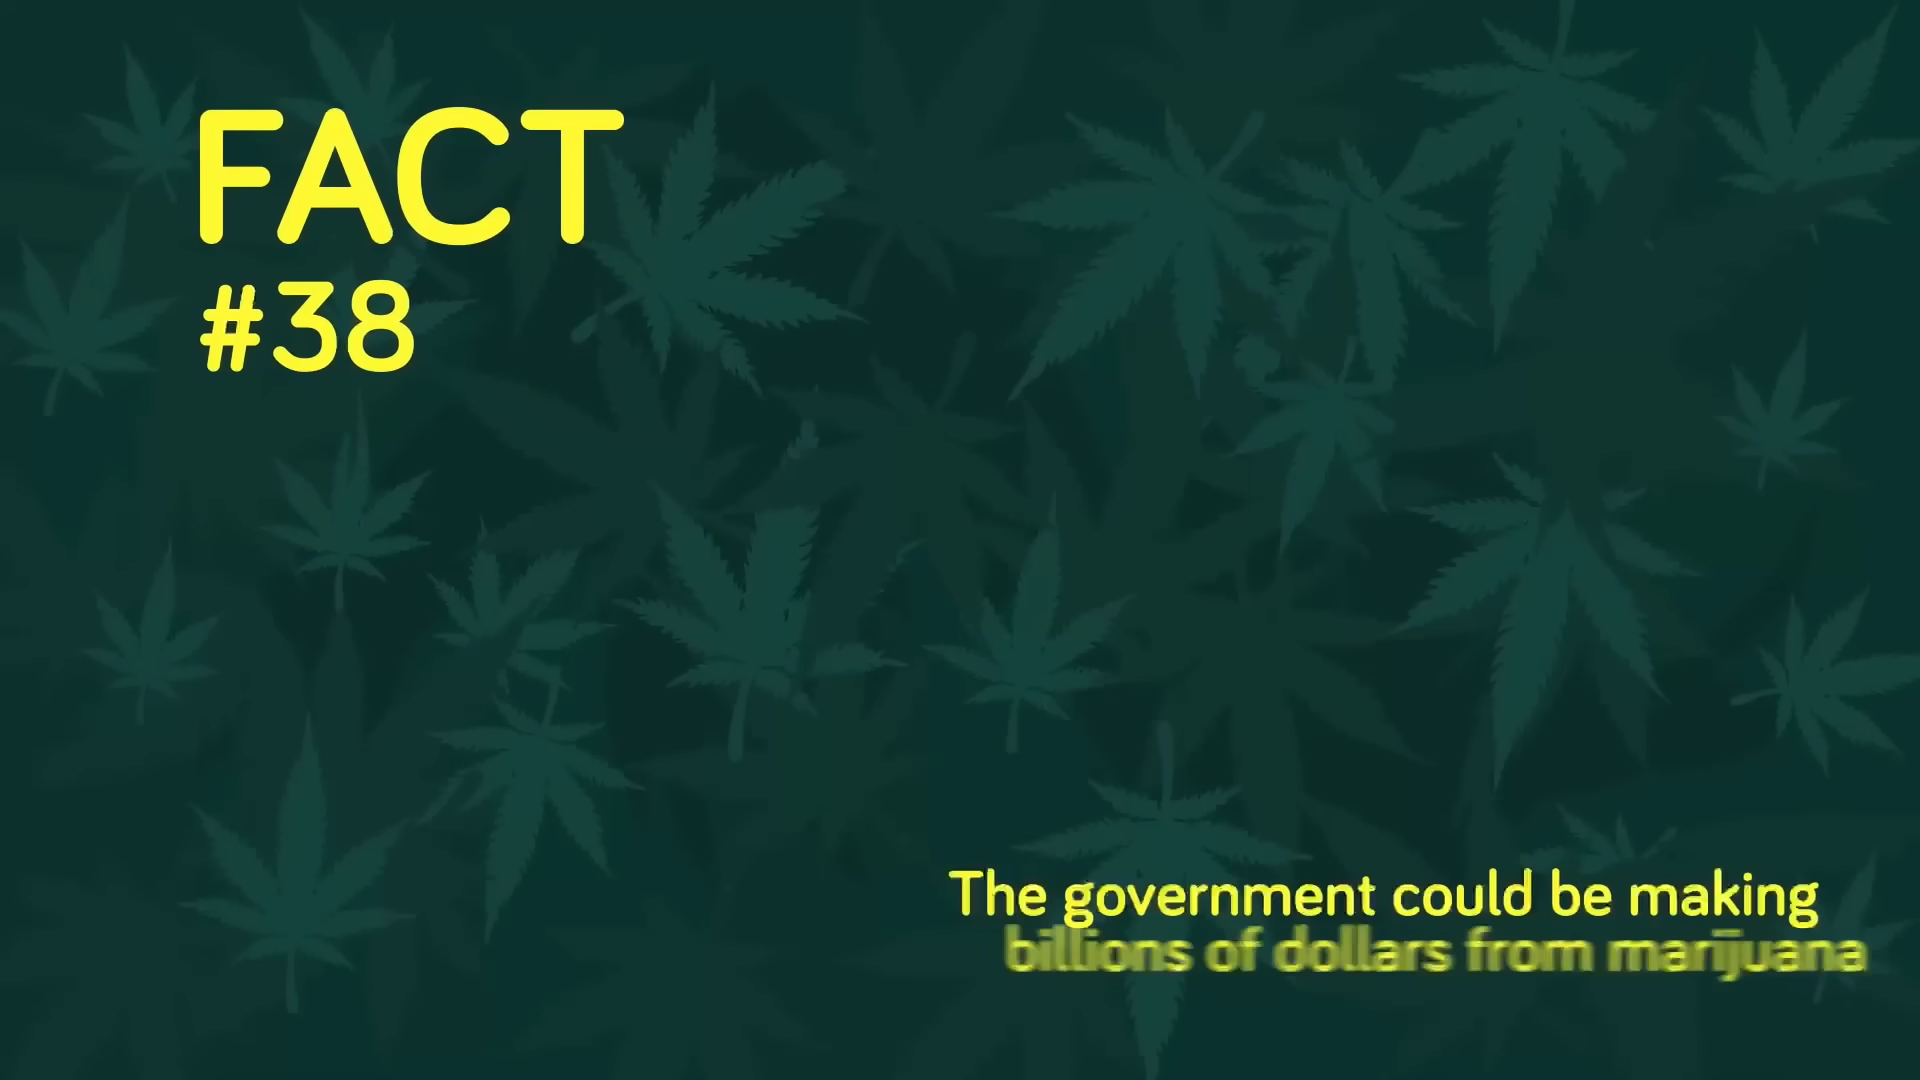 FACT
#38
The government could be making
billions of dollars from marijuana